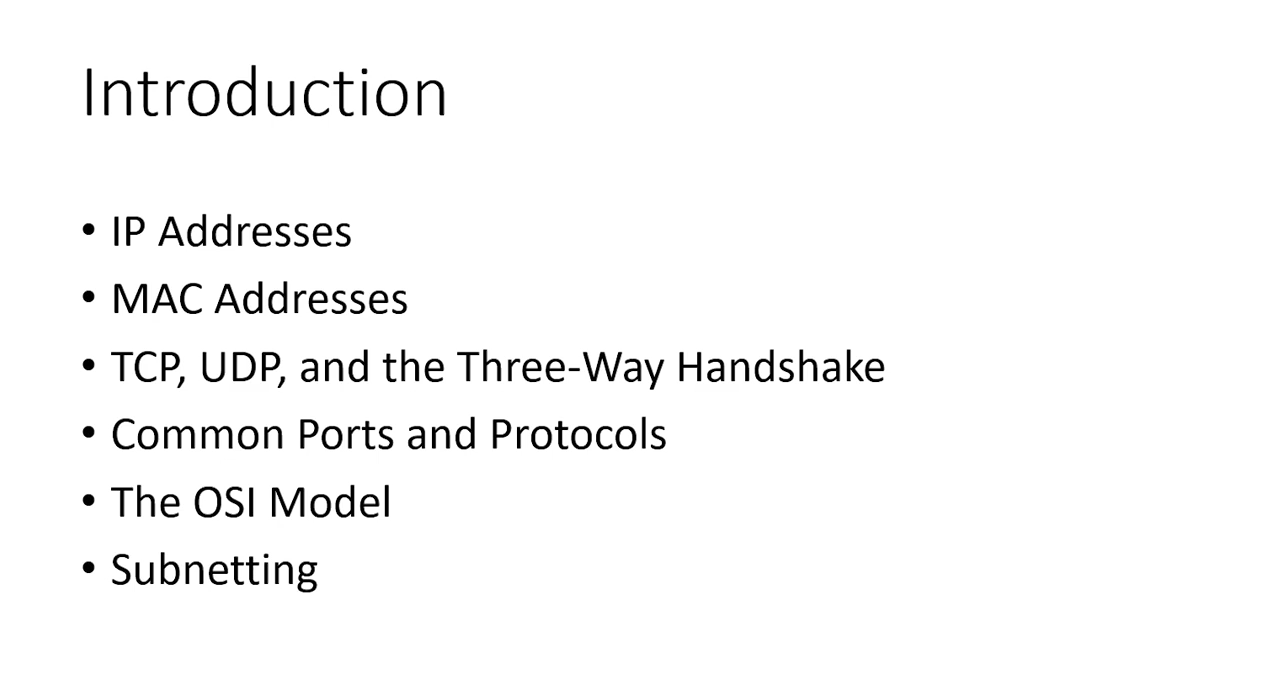 Introduction
• IP Addresses
• MAC Addresses
• TCP, UDP, and the Three-Way Handshake
• Common Ports and Protocols
• The OSI Model
• Subnetting